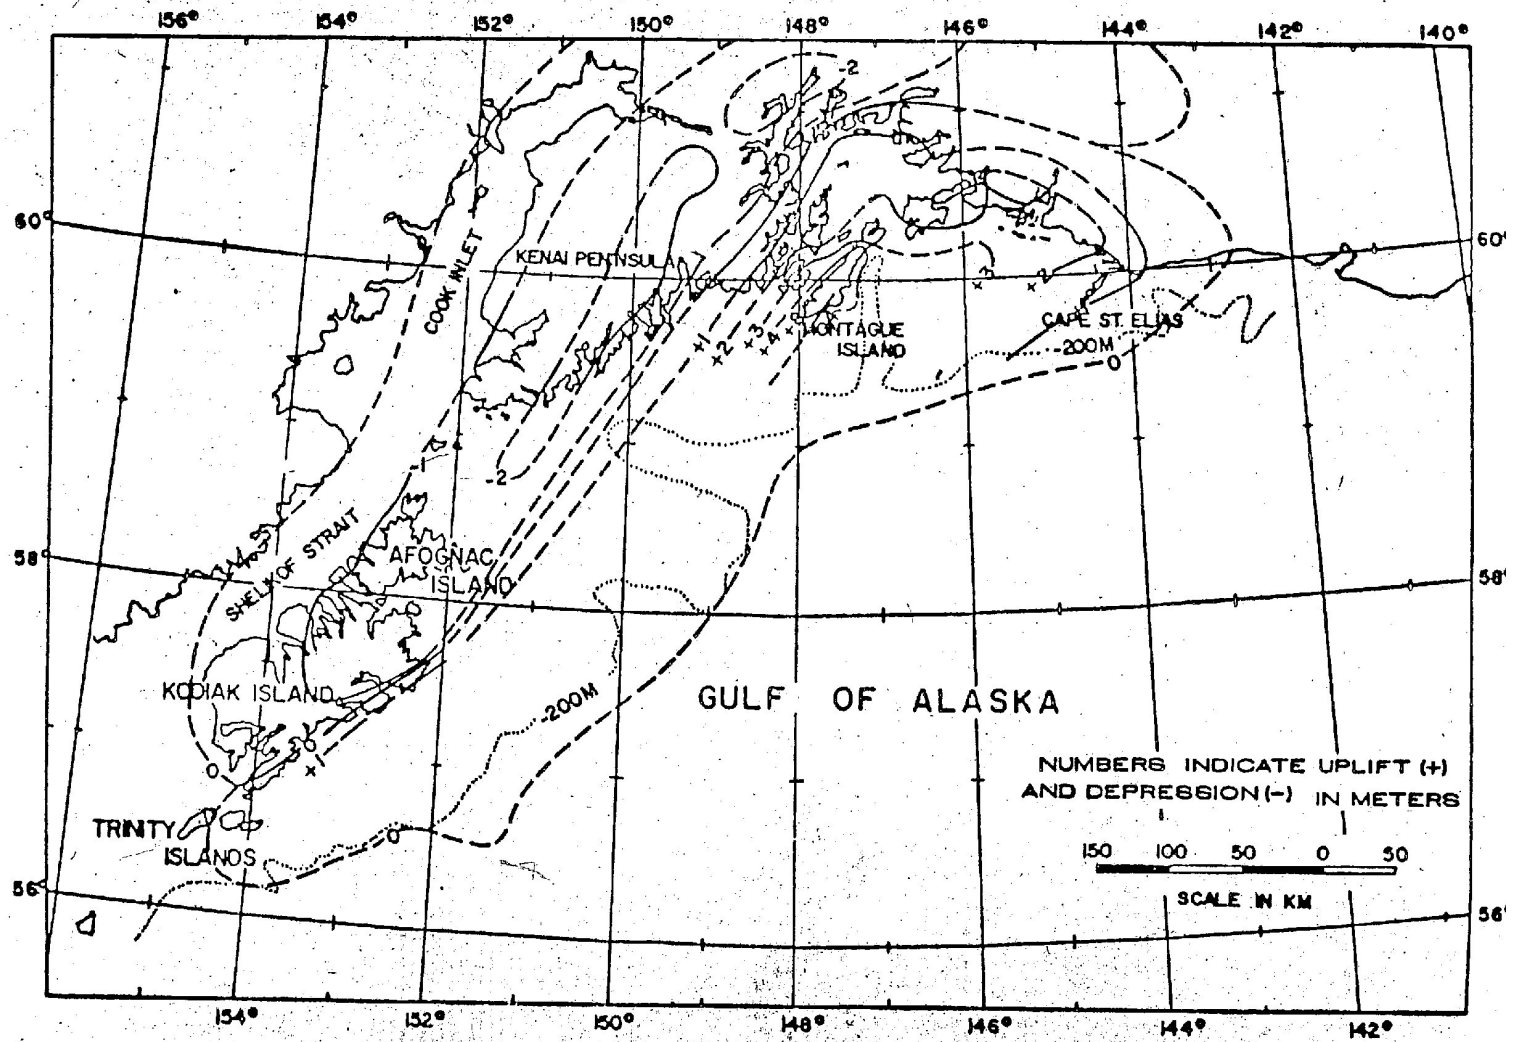 156° 154° 152° 150° 148° 146° 144° 142° 140°
-2
60°
60°
COOK INLET
KENAI PENINSULA
+1
+2
+3
+4
+3
+2
MONTAGUE
ISLAND
CAPE ST. ELIAS
-200M
0
-1
-2
58°
58°
SHELKOF STRAIT
AFOGNAC
ISLAND
KODIAK ISLAND
0
0
+1
-200M
GULF OF ALASKA
NUMBERS INDICATE UPLIFT (+)
AND DEPRESSION (-) IN METERS
TRINITY
ISLANDS
0
150 100 50 0 50
SCALE IN KM
56°
56°
154° 152° 150° 148° 146° 144° 142°